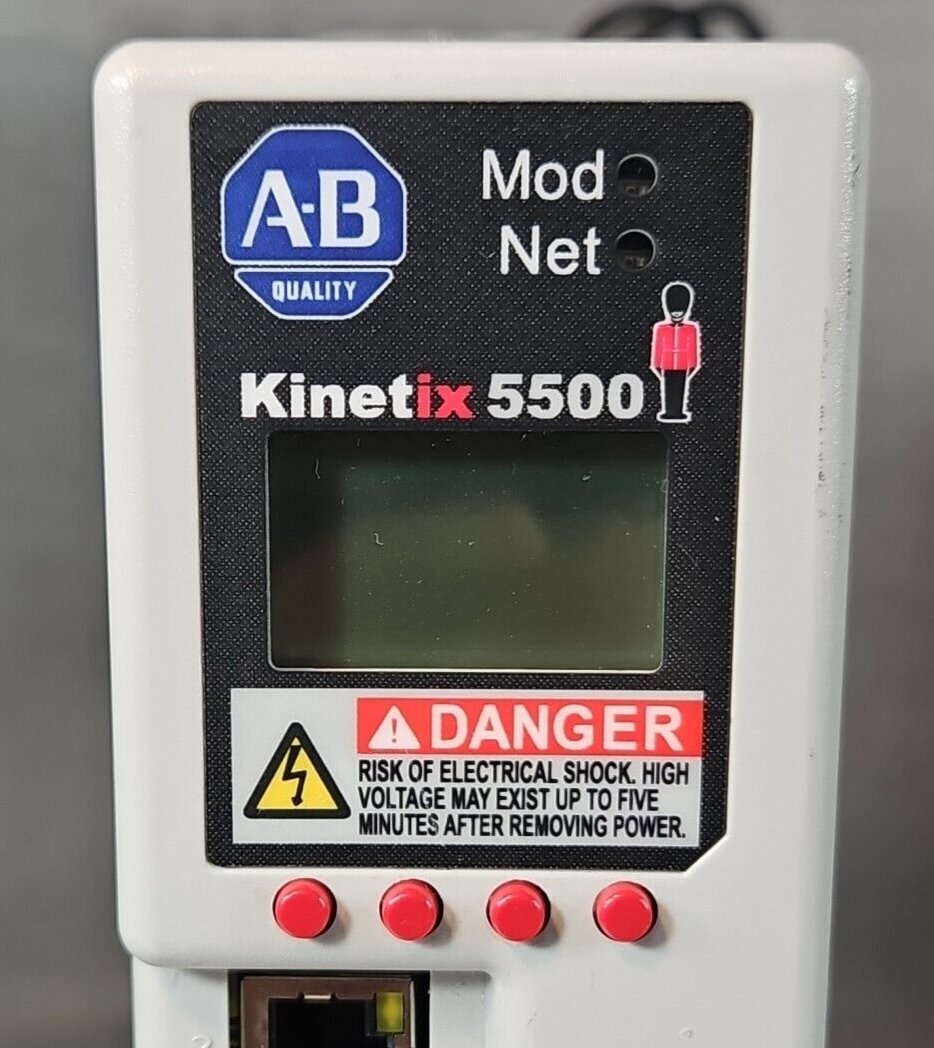 A-B
QUALITY
Mod
Net
Kinetix 5500
DANGER
RISK OF ELECTRICAL SHOCK. HIGH
VOLTAGE MAY EXIST UP TO FIVE
MINUTES AFTER REMOVING POWER.